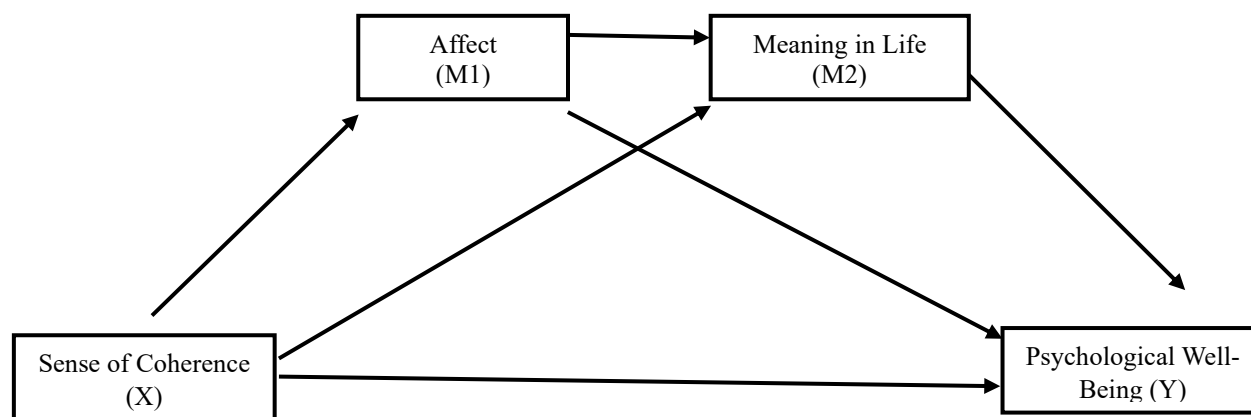 Affect
(M1)
Meaning in Life
(M2)
Sense of Coherence
(X)
Psychological Well-
Being (Y)